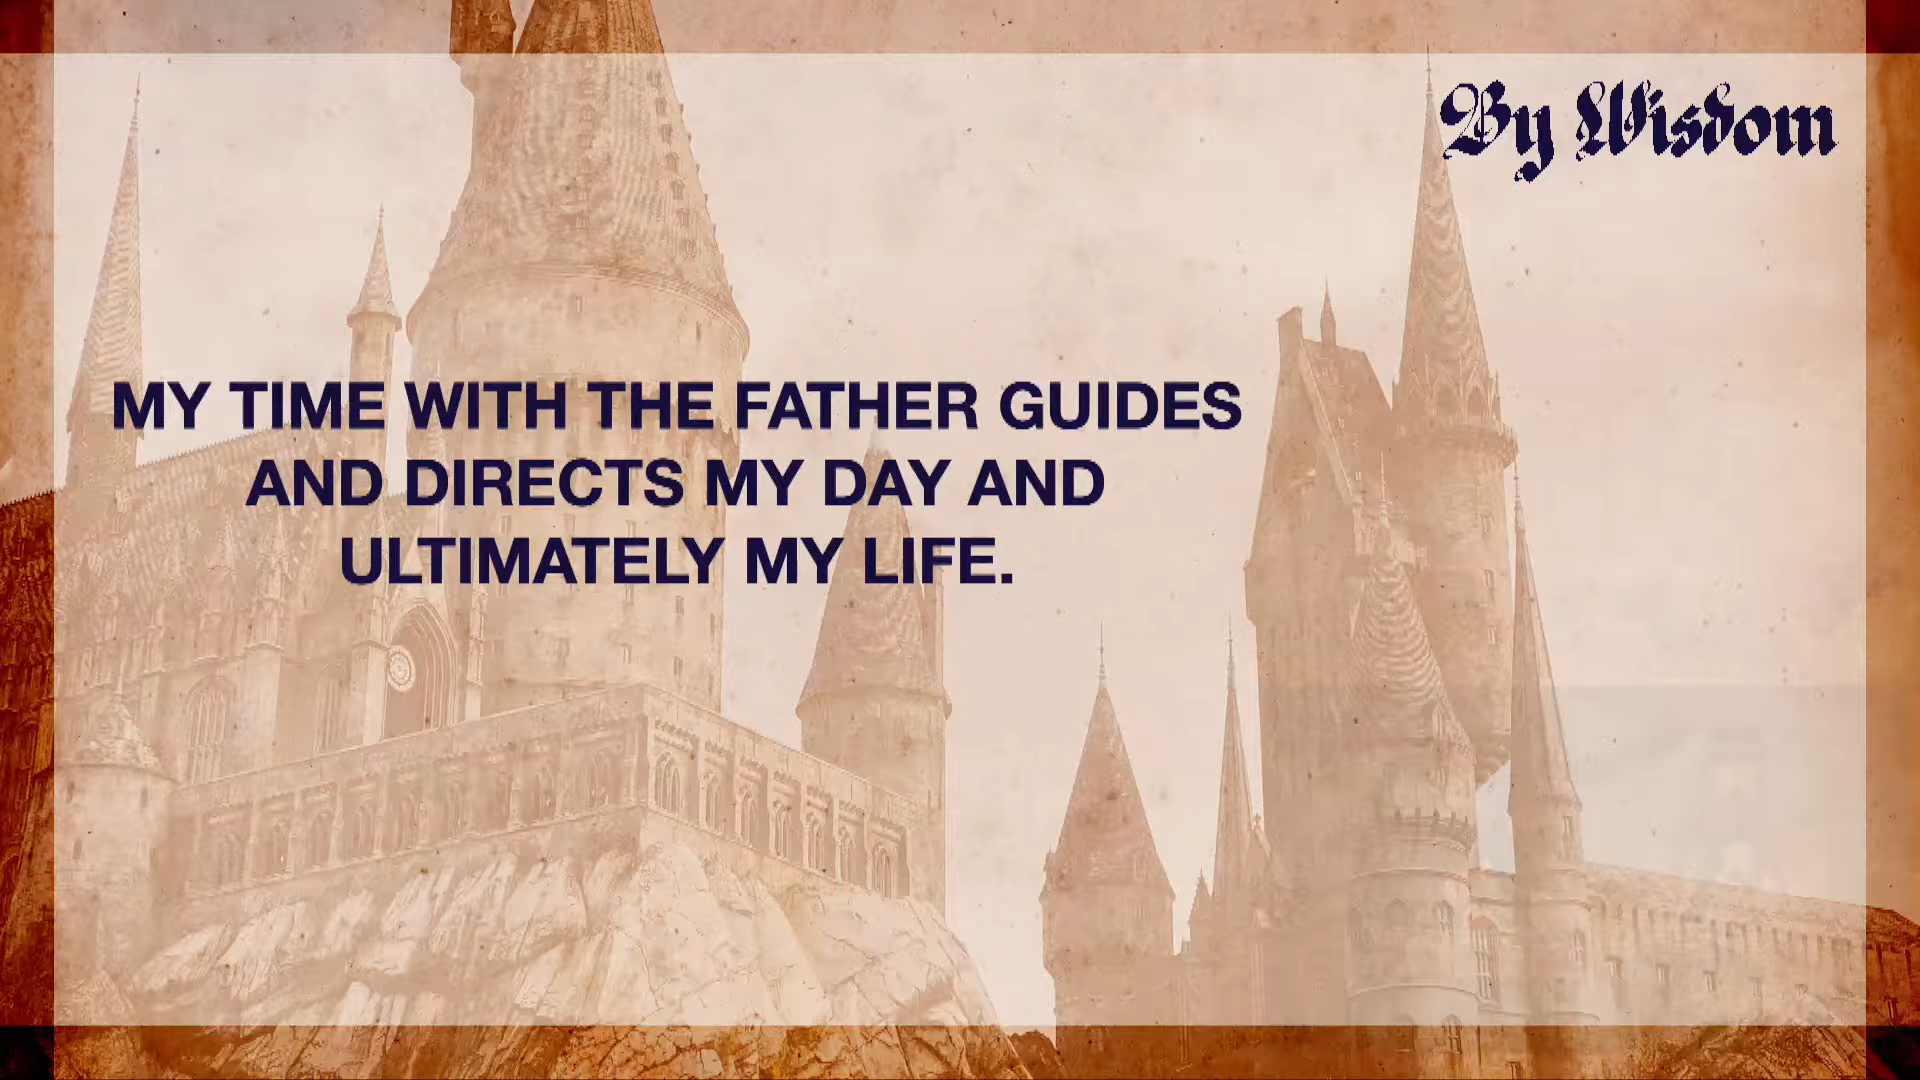 By Wisdom
MY TIME WITH THE FATHER GUIDES
AND DIRECTS MY DAY AND
ULTIMATELY MY LIFE.